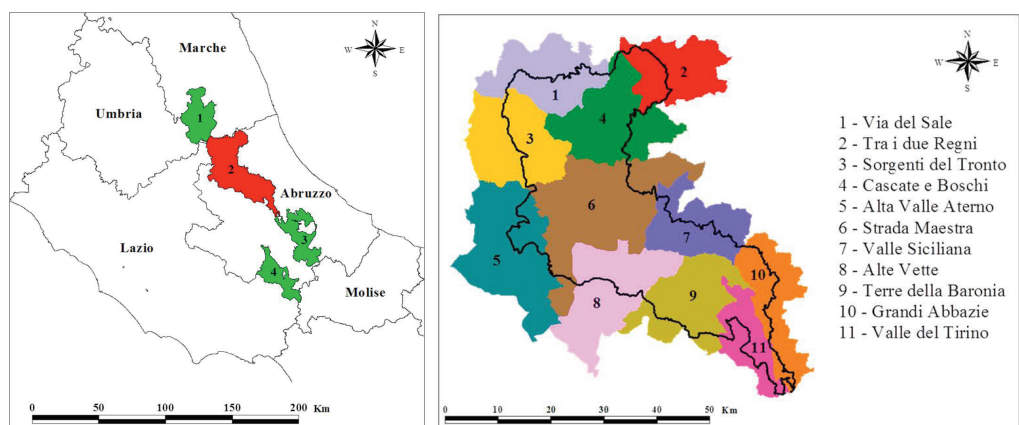 N
W E
S
Marche
Umbria
1
2
Abruzzo
3
Lazio
4
Molise
0 50 100 150 200 Km
N
W E
S
1
2
3
4
5
6
7
8
9
10
11
1 - Via del Sale
2 - Tra i due Regni
3 - Sorgenti del Tronto
4 - Cascate e Boschi
5 - Alta Valle Aterno
6 - Strada Maestra
7 - Valle Siciliana
8 - Alte Vette
9 - Terre della Baronia
10 - Grandi Abbazie
11 - Valle del Tirino
0 10 20 30 40 50 Km